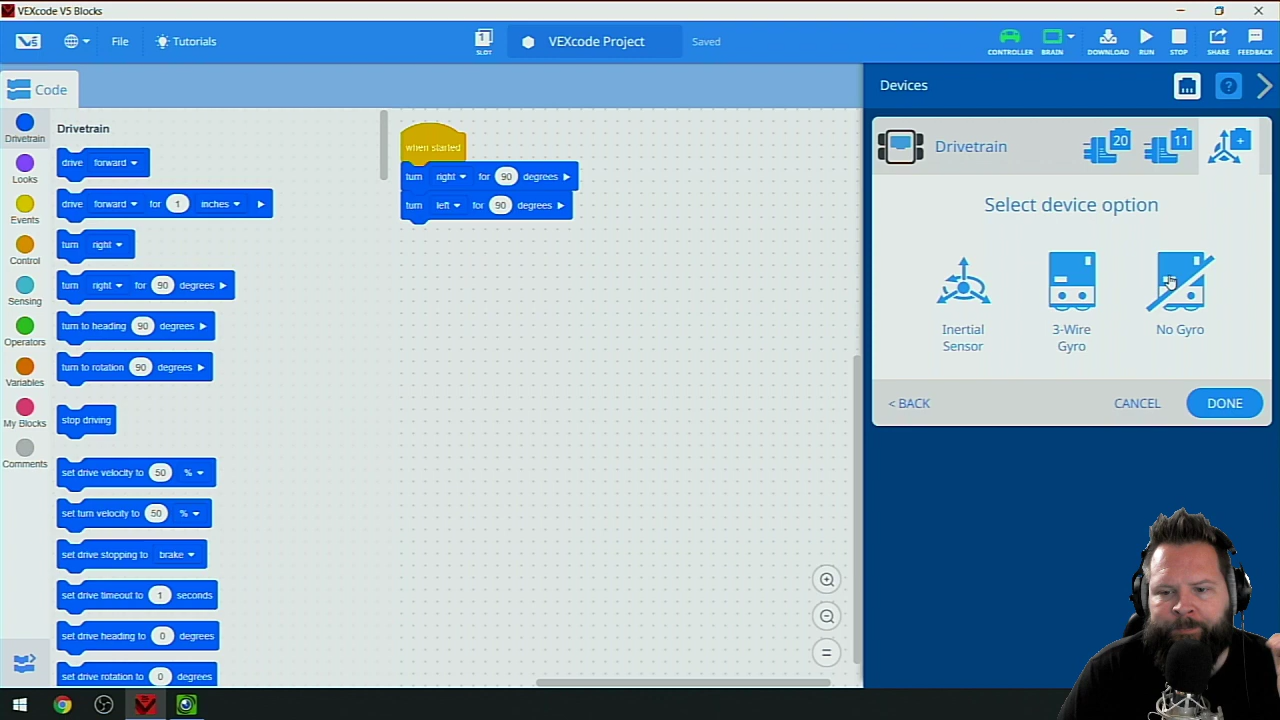 VEXcode V5 Blocks
V5
File
Tutorials
1
SLOT
VEXcode Project
Saved
CONTROLLER
BRAIN
DOWNLOAD
RUN
STOP
SHARE
FEEDBACK
Code
Devices
?
Drivetrain
Looks
Events
Control
Sensing
Operators
Variables
My Blocks
Comments
Drivetrain
drive forward
drive forward for 1 inches
turn right
turn right for 90 degrees
turn to heading 90 degrees
turn to rotation 90 degrees
stop driving
set drive velocity to 50 %
set turn velocity to 50 %
set drive stopping to brake
set drive timeout to 1 seconds
set drive heading to 0 degrees
set drive rotation to 0 degrees
when started
turn right for 90 degrees
turn left for 90 degrees
Drivetrain
20
11
+
Select device option
Inertial
Sensor
3-Wire
Gyro
No Gyro
< BACK
CANCEL
DONE